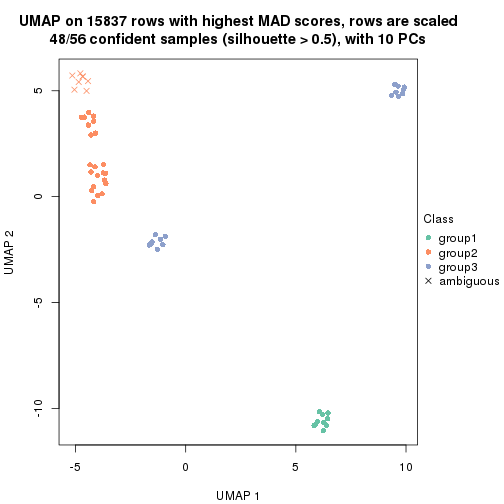 UMAP on 15837 rows with highest MAD scores, rows are scaled
48/56 confident samples (silhouette > 0.5), with 10 PCs
5
0
-5
-10
UMAP 2
-5
0
5
10
UMAP 1
Class
group1
group2
group3
ambiguous